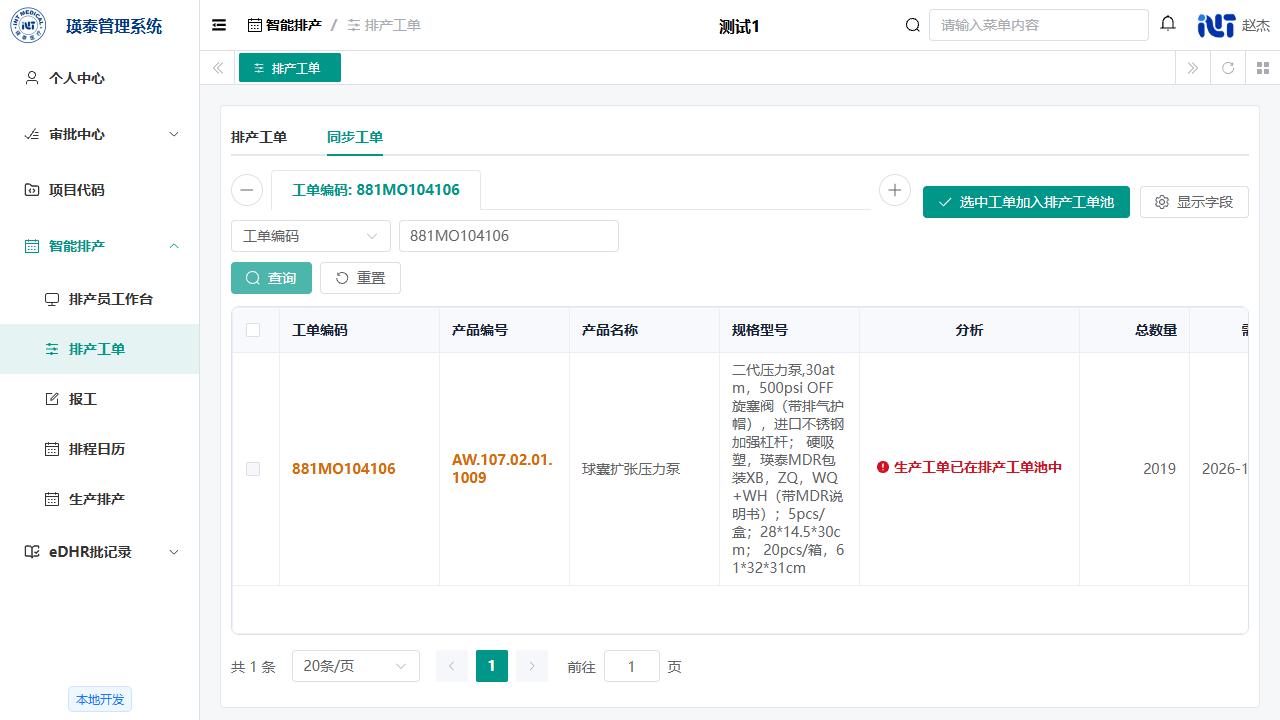 瑛泰管理系统
个人中心
审批中心
项目代码
智能排产
排产员工作台
排产工单
报工
排程日历
生产排产
eDHR批记录
本地开发
智能排产 / 排产工单
测试1
请输入菜单内容
赵杰
排产工单
排产工单 同步工单
工单编码: 881MO104106
选中工单加入排产工单池 显示字段
工单编码 881MO104106
查询 重置
工单编码 产品编号 产品名称 规格型号 分析 总数量
881MO104106
AW.107.02.01.
1009
球囊扩张压力泵
二代压力泵,30at
m，500psi OFF
旋塞阀（带排气护
帽），进口不锈钢
加强杠杆； 硬吸
塑，瑛泰MDR包
装XB，ZQ，WQ
+WH（带MDR说
明书）；5pcs/
盒；28*14.5*30c
m； 20pcs/箱，6
1*32*31cm
生产工单已在排产工单池中
2019
2026-1
共 1 条 20条/页 1 前往 1 页